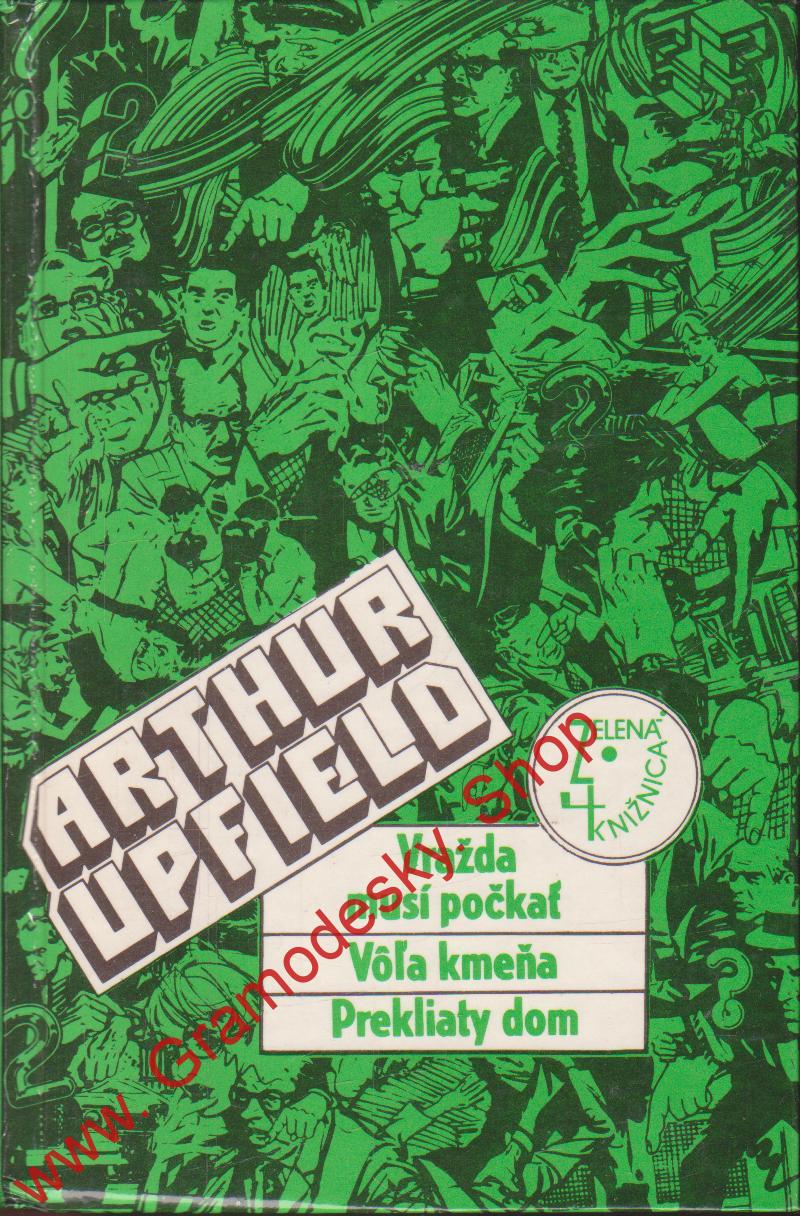 ARTHUR
UPFIELD
ZELENÁ
KNIŽNICA
Vražda
musí počkať
Vôľa kmeňa
Prekliaty dom
www.Gramodesky.Shop